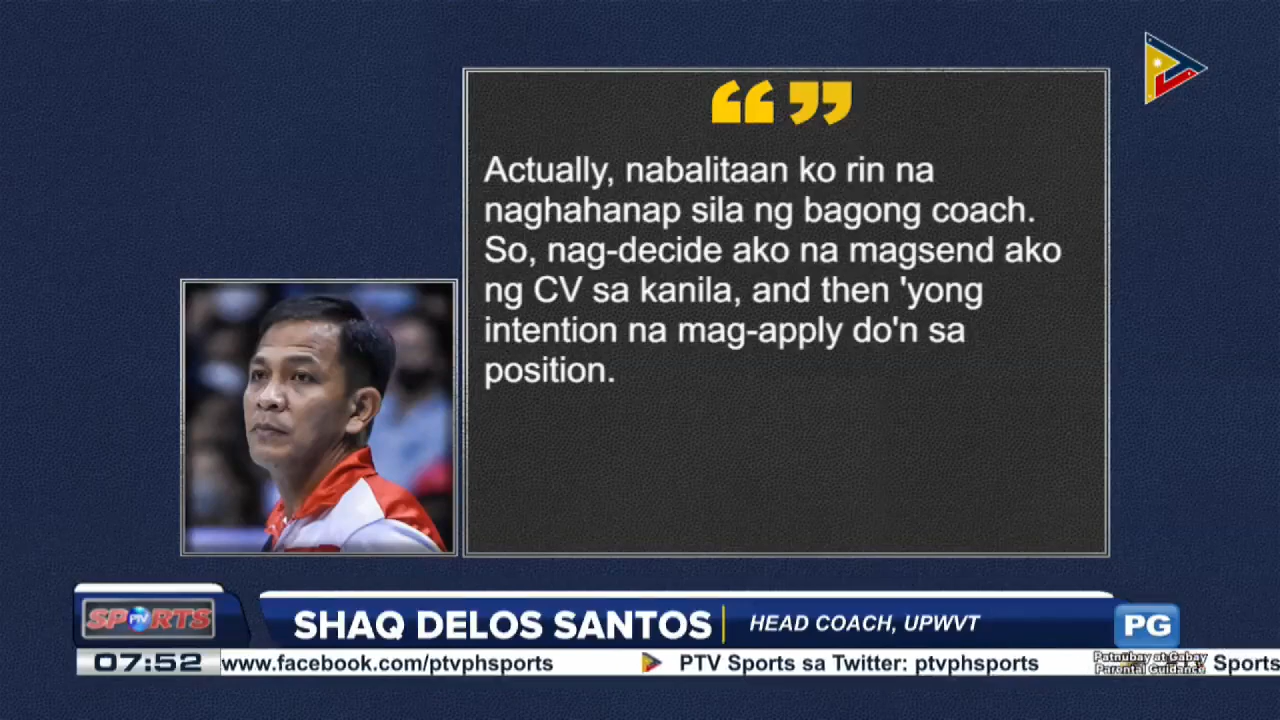 Actually, nabalitaan ko rin na
naghahanap sila ng bagong coach.
So, nag-decide ako na magsend ako
ng CV sa kanila, and then 'yong
intention na mag-apply do'n sa
position.
PTV SPORTS
SHAQ DELOS SANTOS
HEAD COACH, UPWVT
PG
Patnubay at Gabay
Parental Guidance
07:52
www.facebook.com/ptvphsports
PTV Sports sa Twitter: ptvphsports
Sports